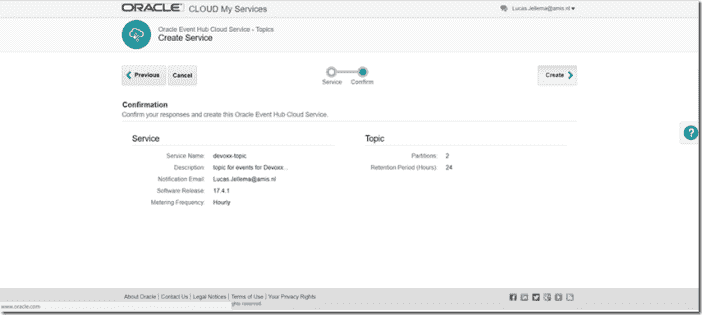 ORACLE® CLOUD My Services
Lucas.Jellema@amis.nl
Oracle Event Hub Cloud Service - Topics
Create Service
Previous Cancel
Service Confirm
Create
Confirmation
Confirm your responses and create this Oracle Event Hub Cloud Service.
Service
Service Name devoxx-topic
Description topic for events for Devoxx...
Notification Email Lucas.Jellema@amis.nl
Software Release 17.4.1
Metering Frequency Hourly
Topic
Partitions: 2
Retention Period (Hours): 24
?
About Oracle | Contact Us | Legal Notices | Terms of Use | Your Privacy Rights
www.oracle.com
ghts reserved.